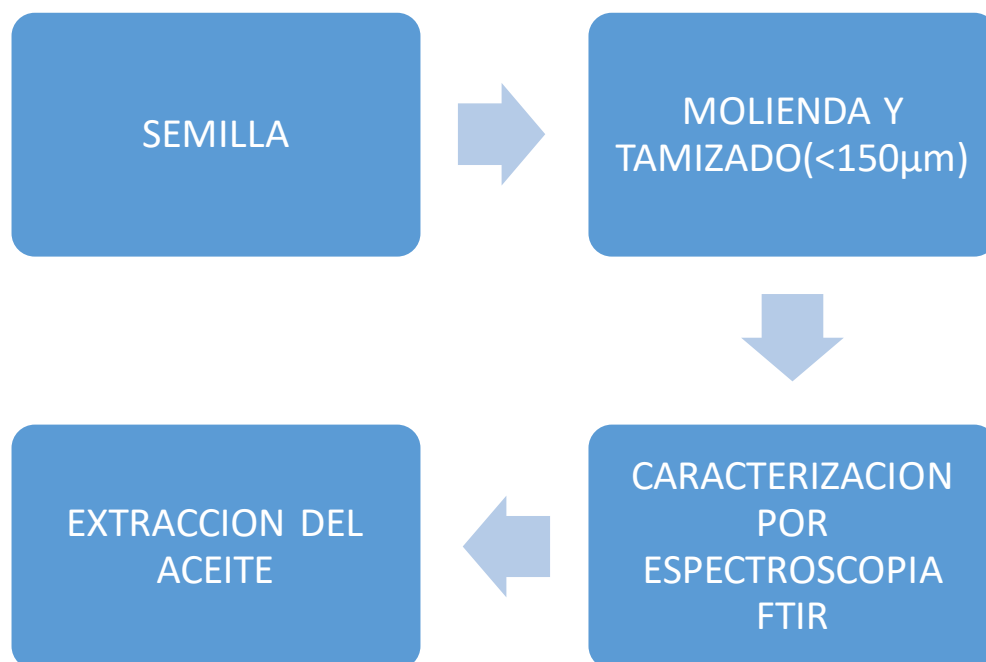 SEMILLA
MOLIENDA Y
TAMIZADO(<150µm)
CARACTERIZACION
POR
ESPECTROSCOPIA
FTIR
EXTRACCION DEL
ACEITE